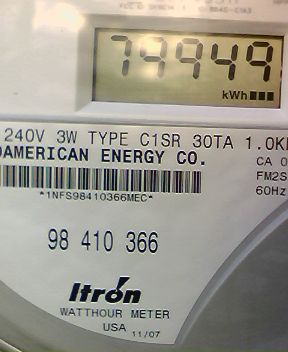 79949
kWh
240V 3W TYPE C1SR 30TA 1.0K
AMERICAN ENERGY CO.
CA 0
FM2S
60Hz
*1NFS98410366MEC*
98 410 366
Itrón
WATTHOUR METER
USA 11/07